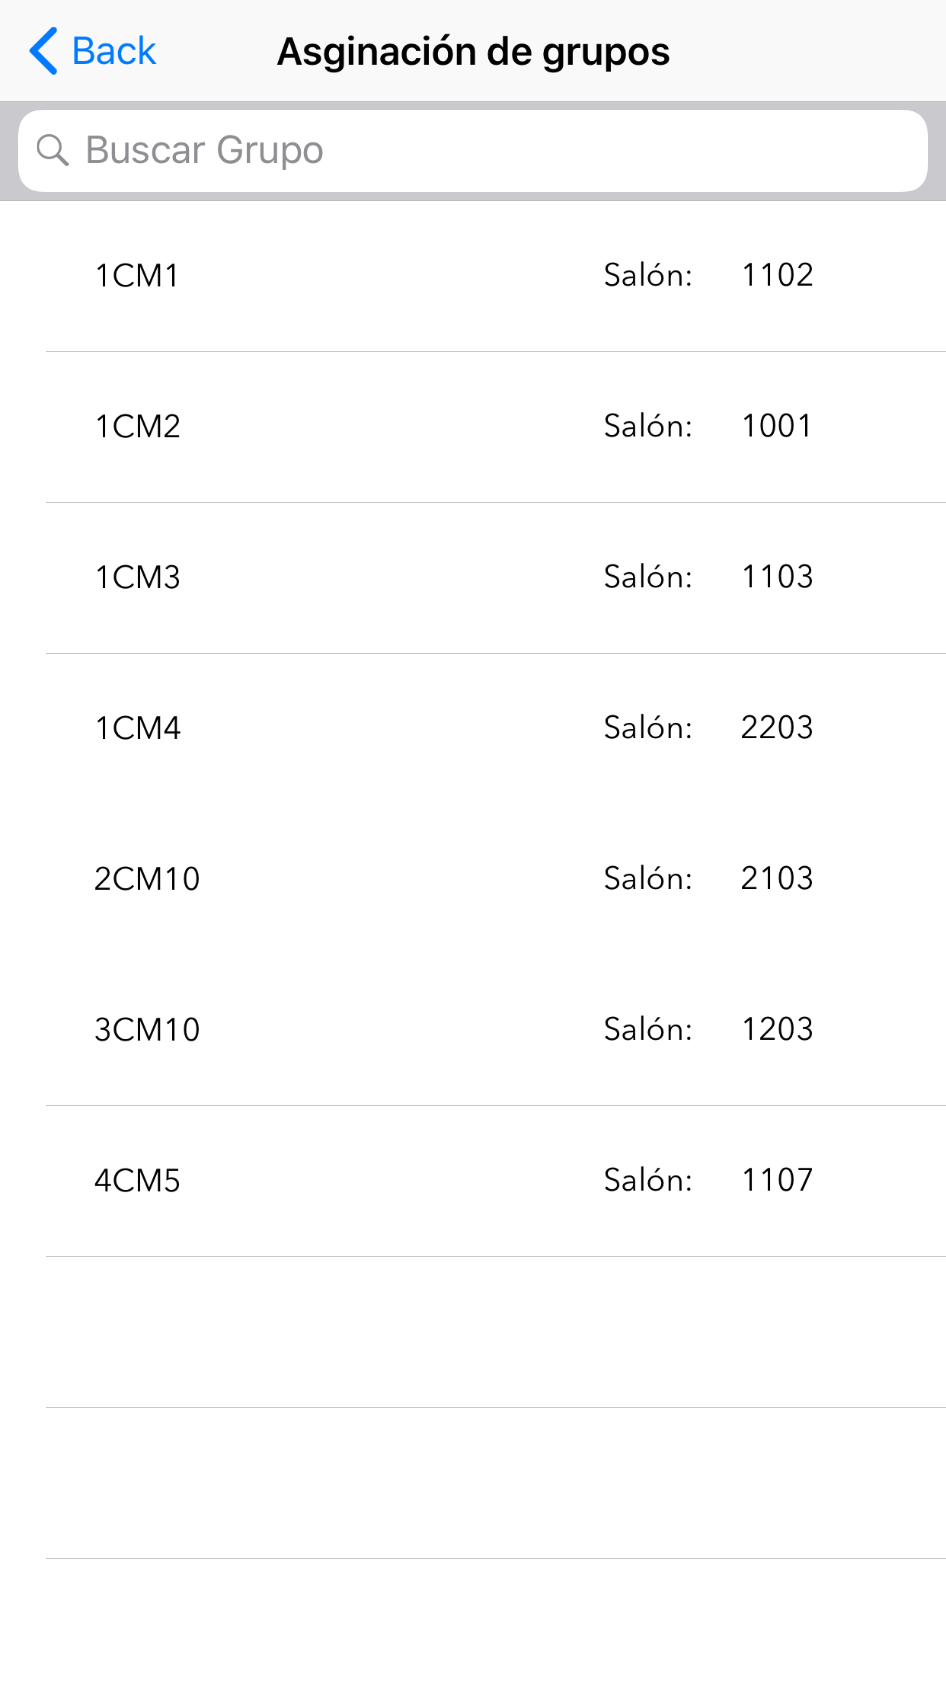 Back Asginación de grupos
Buscar Grupo
1CM1 Salón: 1102
1CM2 Salón: 1001
1CM3 Salón: 1103
1CM4 Salón: 2203
2CM10 Salón: 2103
3CM10 Salón: 1203
4CM5 Salón: 1107